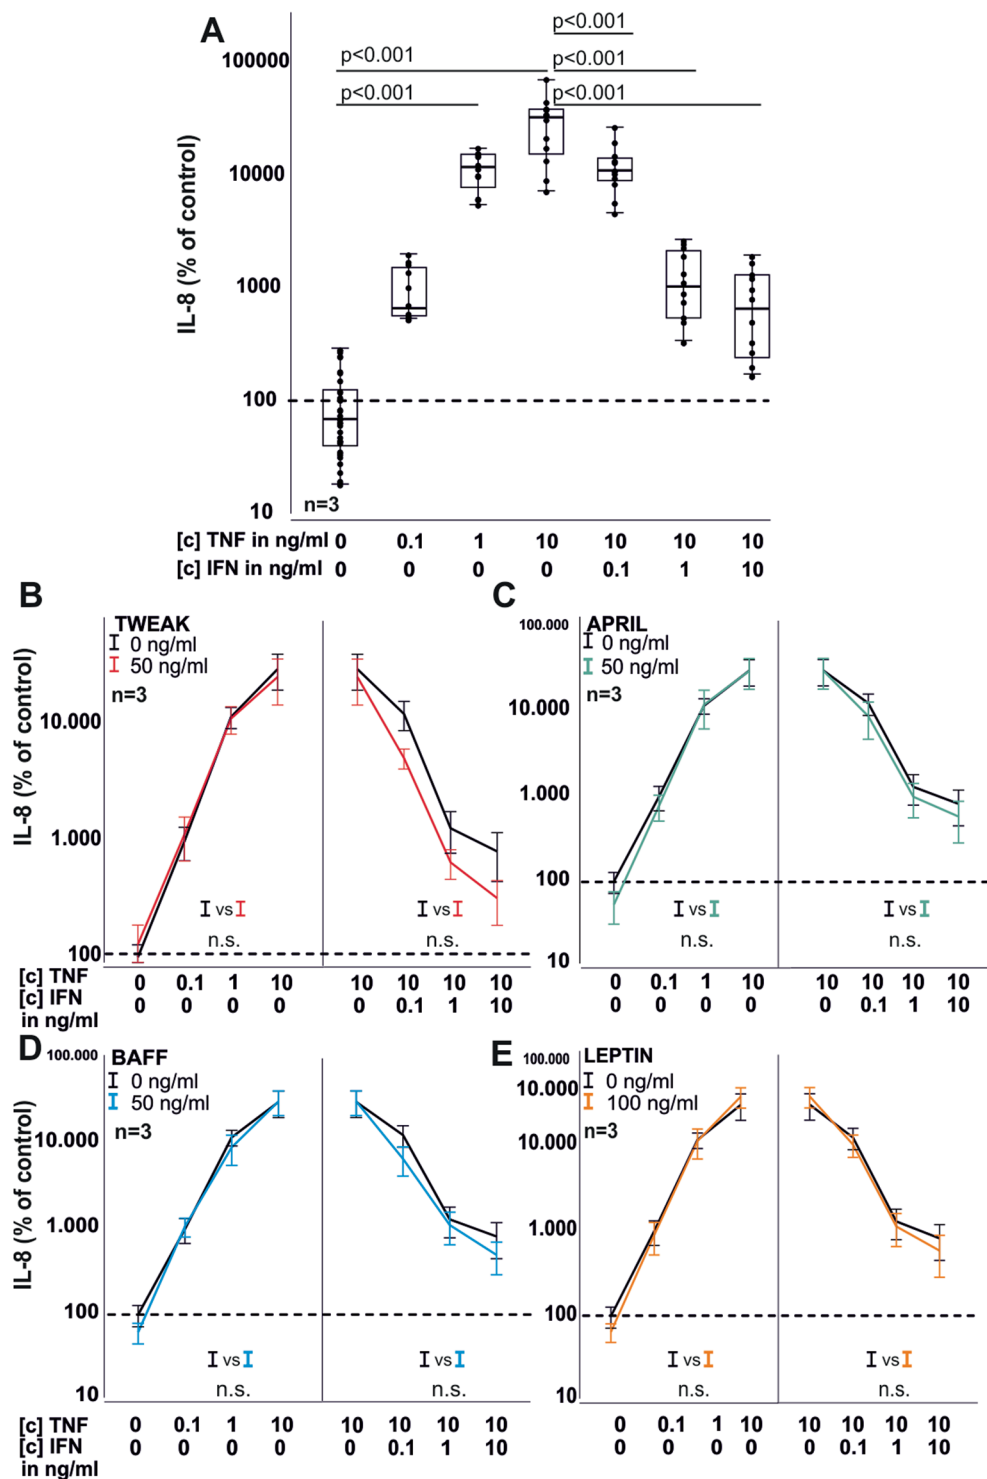 A
p<0.001
p<0.001
p<0.001
p<0.001
p<0.001
100000
10000
1000
100
10
IL-8 (% of control)
n=3
[c] TNF in ng/ml 0 0.1 1 10 10 10 10
[c] IFN in ng/ml 0 0 0 0 0.1 1 10
B
TWEAK
0 ng/ml
50 ng/ml
n=3
10.000
1.000
100
IL-8 (% of control)
vs
n.s.
vs
n.s.
[c] TNF 0 0.1 1 10 10 10 10 10
[c] IFN 0 0 0 0 0 0.1 1 10
in ng/ml
C
APRIL
0 ng/ml
50 ng/ml
n=3
100.000
10.000
1.000
100
10
vs
n.s.
vs
n.s.
0 0.1 1 10 10 10 10 10
0 0 0 0 0 0.1 1 10
D
BAFF
0 ng/ml
50 ng/ml
n=3
100.000
10.000
1.000
100
10
IL-8 (% of control)
vs
n.s.
vs
n.s.
[c] TNF 0 0.1 1 10 10 10 10 10
[c] IFN 0 0 0 0 0 0.1 1 10
in ng/ml
E
LEPTIN
0 ng/ml
100 ng/ml
n=3
100.000
10.000
10.000
1.000
100
10
vs
n.s.
vs
n.s.
0 0.1 1 10 10 10 10 10
0 0 0 0 0 0.1 1 10